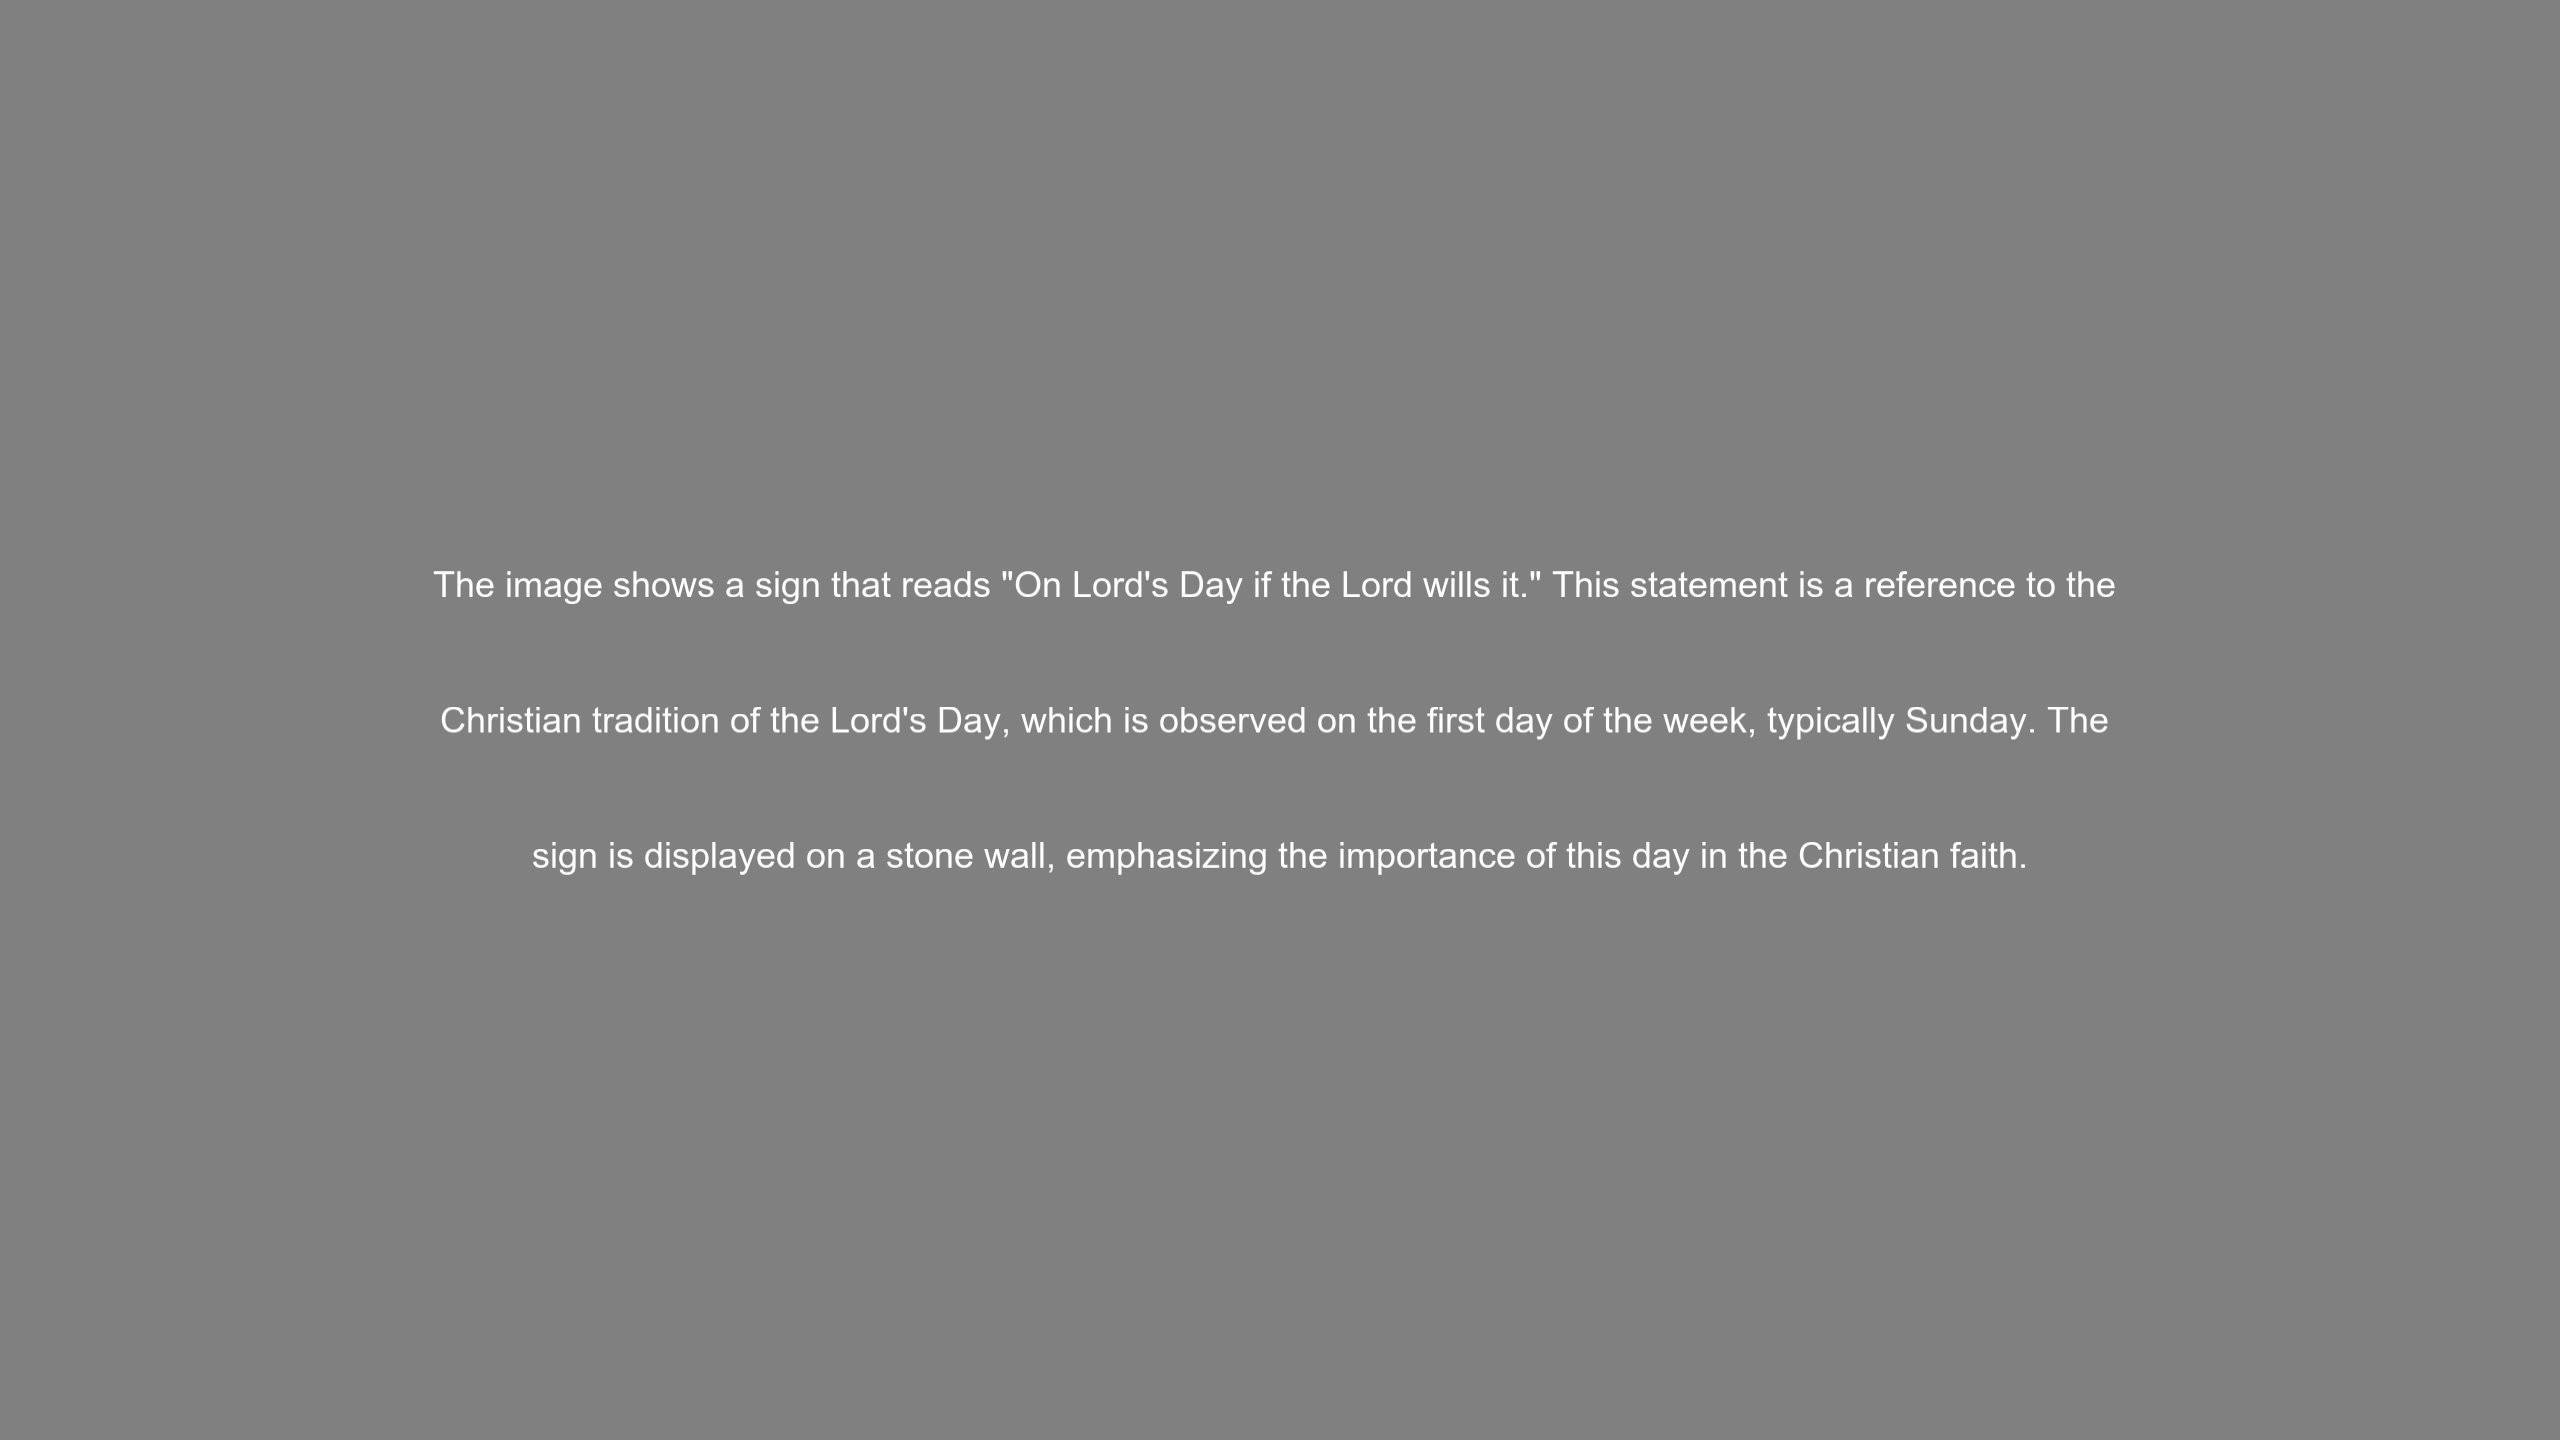 The image shows a sign that reads "On Lord's Day if the Lord wills it." This statement is a reference to the
Christian tradition of the Lord's Day, which is observed on the first day of the week, typically Sunday. The
sign is displayed on a stone wall, emphasizing the importance of this day in the Christian faith.